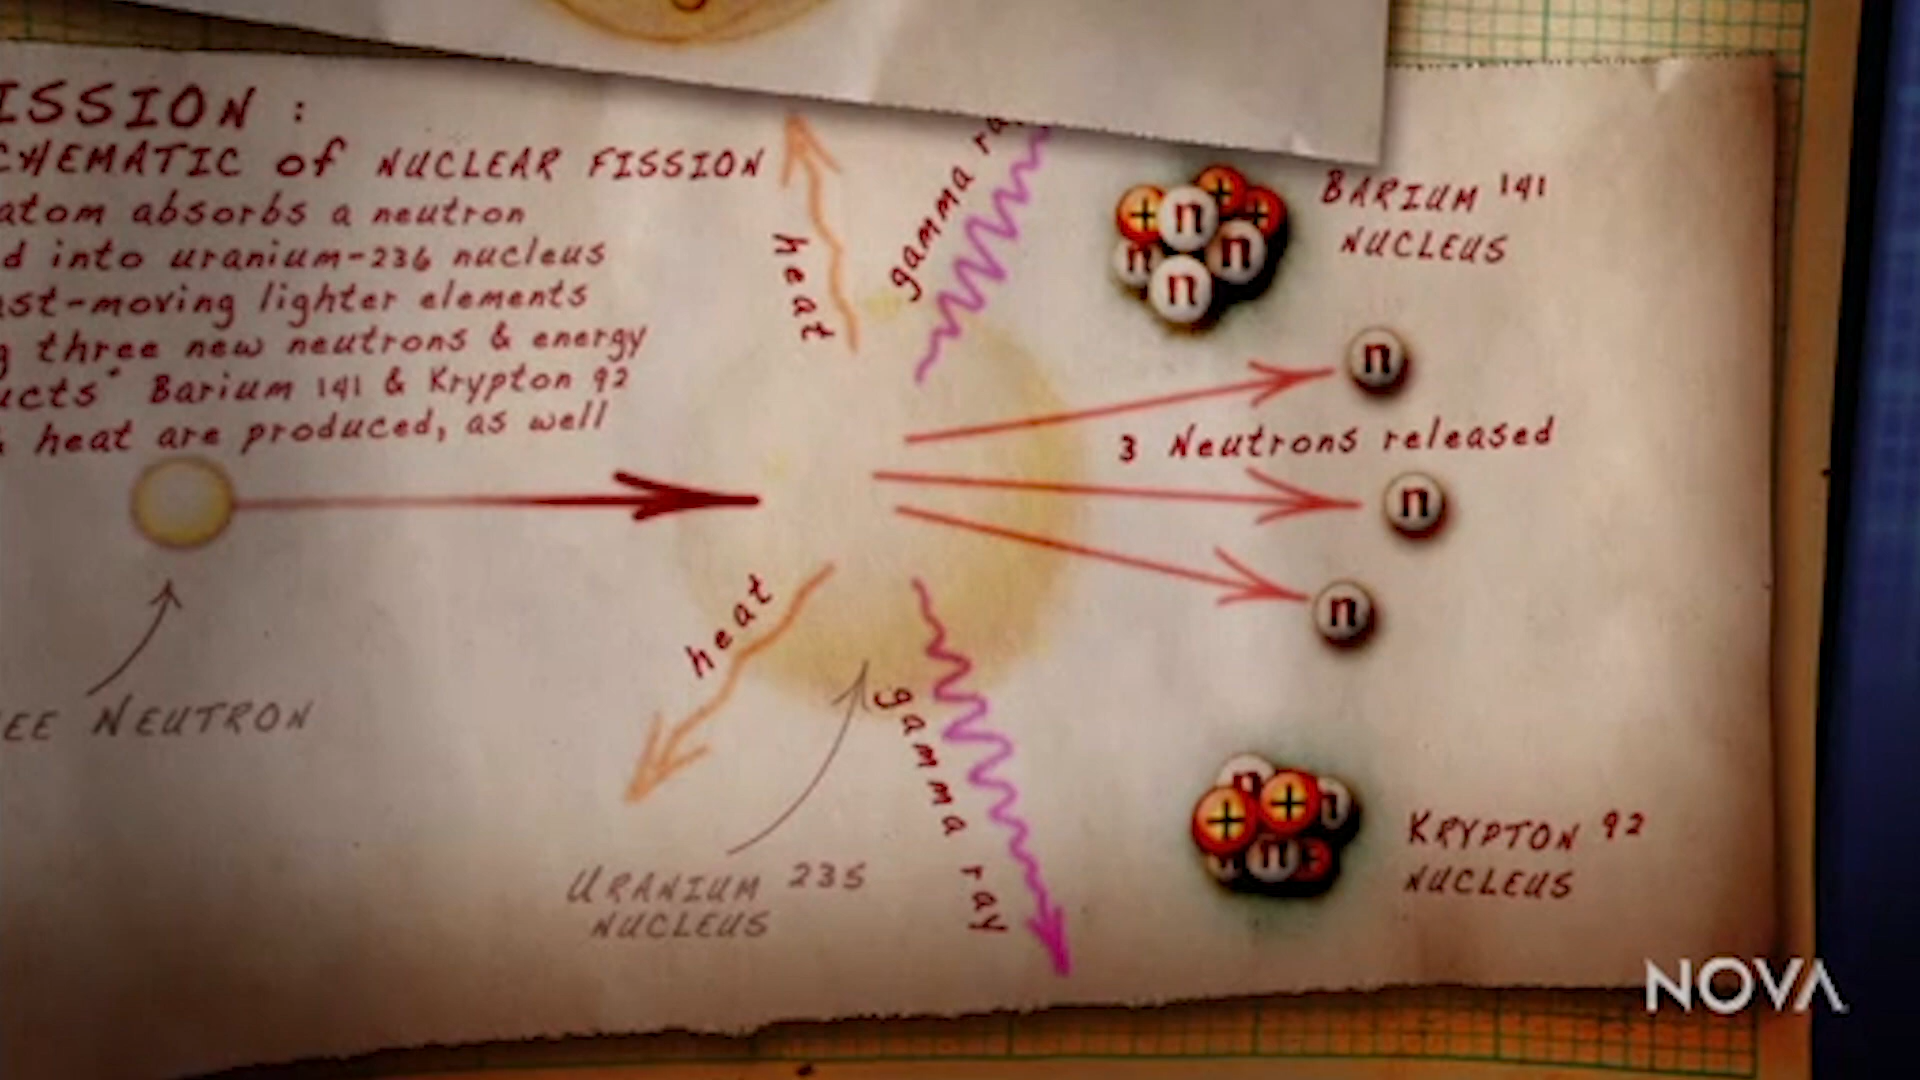 ISSION :
CHEMATIC of NUCLEAR FISSION
atom absorbs a neutron
d into uranium-236 nucleus
ast-moving lighter elements
g three new neutrons & energy
ucts" Barium 141 & Krypton 92
& heat are produced, as well
heat
gamma ra
BARIUM 141
NUCLEUS
+ + +
n
n n
n
n
3 Neutrons released
n
n
heat
EE NEUTRON
gamma ray
URANIUM 235
NUCLEUS
n
+ + n
n
KRYPTON 92
NUCLEUS
NOVA